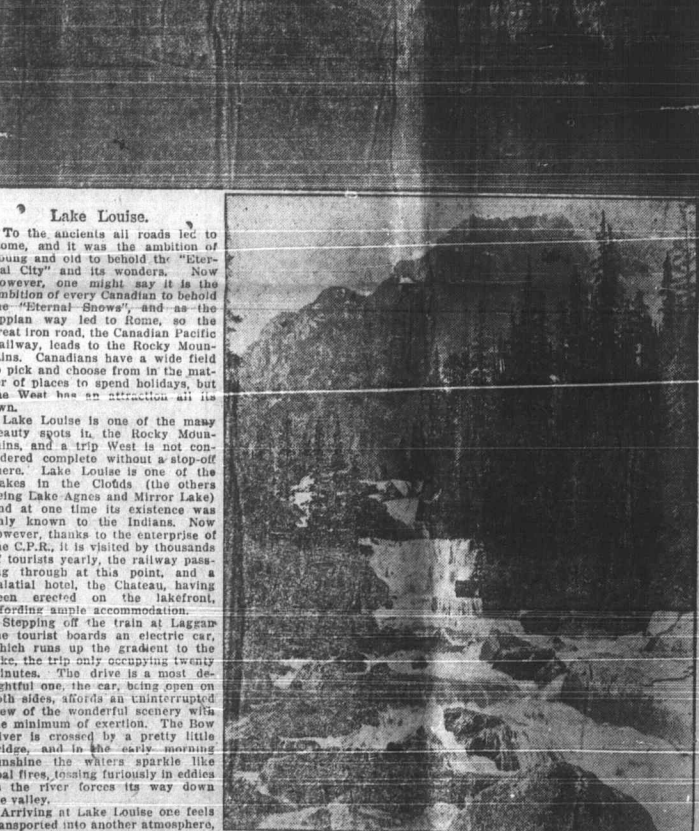 Lake Louise.
To the ancients all roads led to
ome, and it was the ambition of
oung and old to behold the "Eter-
al City" and its wonders. Now
owever, one might say it is the
mbition of every Canadian to behold
he "Eternal Snows", and as the
ppian way led to Rome, so the
reat iron road, the Canadian Pacific
ailway, leads to the Rocky Moun-
ins. Canadians have a wide field
o pick and choose from in the mat-
er of places to spend holidays, but
he West has an attraction all its
wn.
Lake Louise is one of the many
eauty spots in the Rocky Moun-
ins, and a trip West is not con-
dered complete without a stop-off
here. Lake Louise is one of the
akes in the Clouds (the others
eing Lake Agnes and Mirror Lake)
nd at one time its existence was
nly known to the Indians. Now
owever, thanks to the enterprise of
he C.P.R., it is visited by thousands
f tourists yearly, the railway pass-
g through at this point, and a
alatial hotel, the Chateau, having
een erected on the lakefront,
ffording ample accommodation.
Stepping off the train at Laggan
he tourist boards an electric car,
hich runs up the gradient to the
ke, the trip only occupying twenty
inutes. The drive is a most de-
ghtful one, the car, being open on
oth sides, affords an uninterrupted
ew of the wonderful scenery with
e minimum of exertion. The Bow
iver is crossed by a pretty little
ridge, and in the early morning
unshine the waters sparkle like
pal fires, tossing furiously in eddies
s the river forces its way down
e valley.
Arriving at Lake Louise one feels
ansported into another atmosphere,